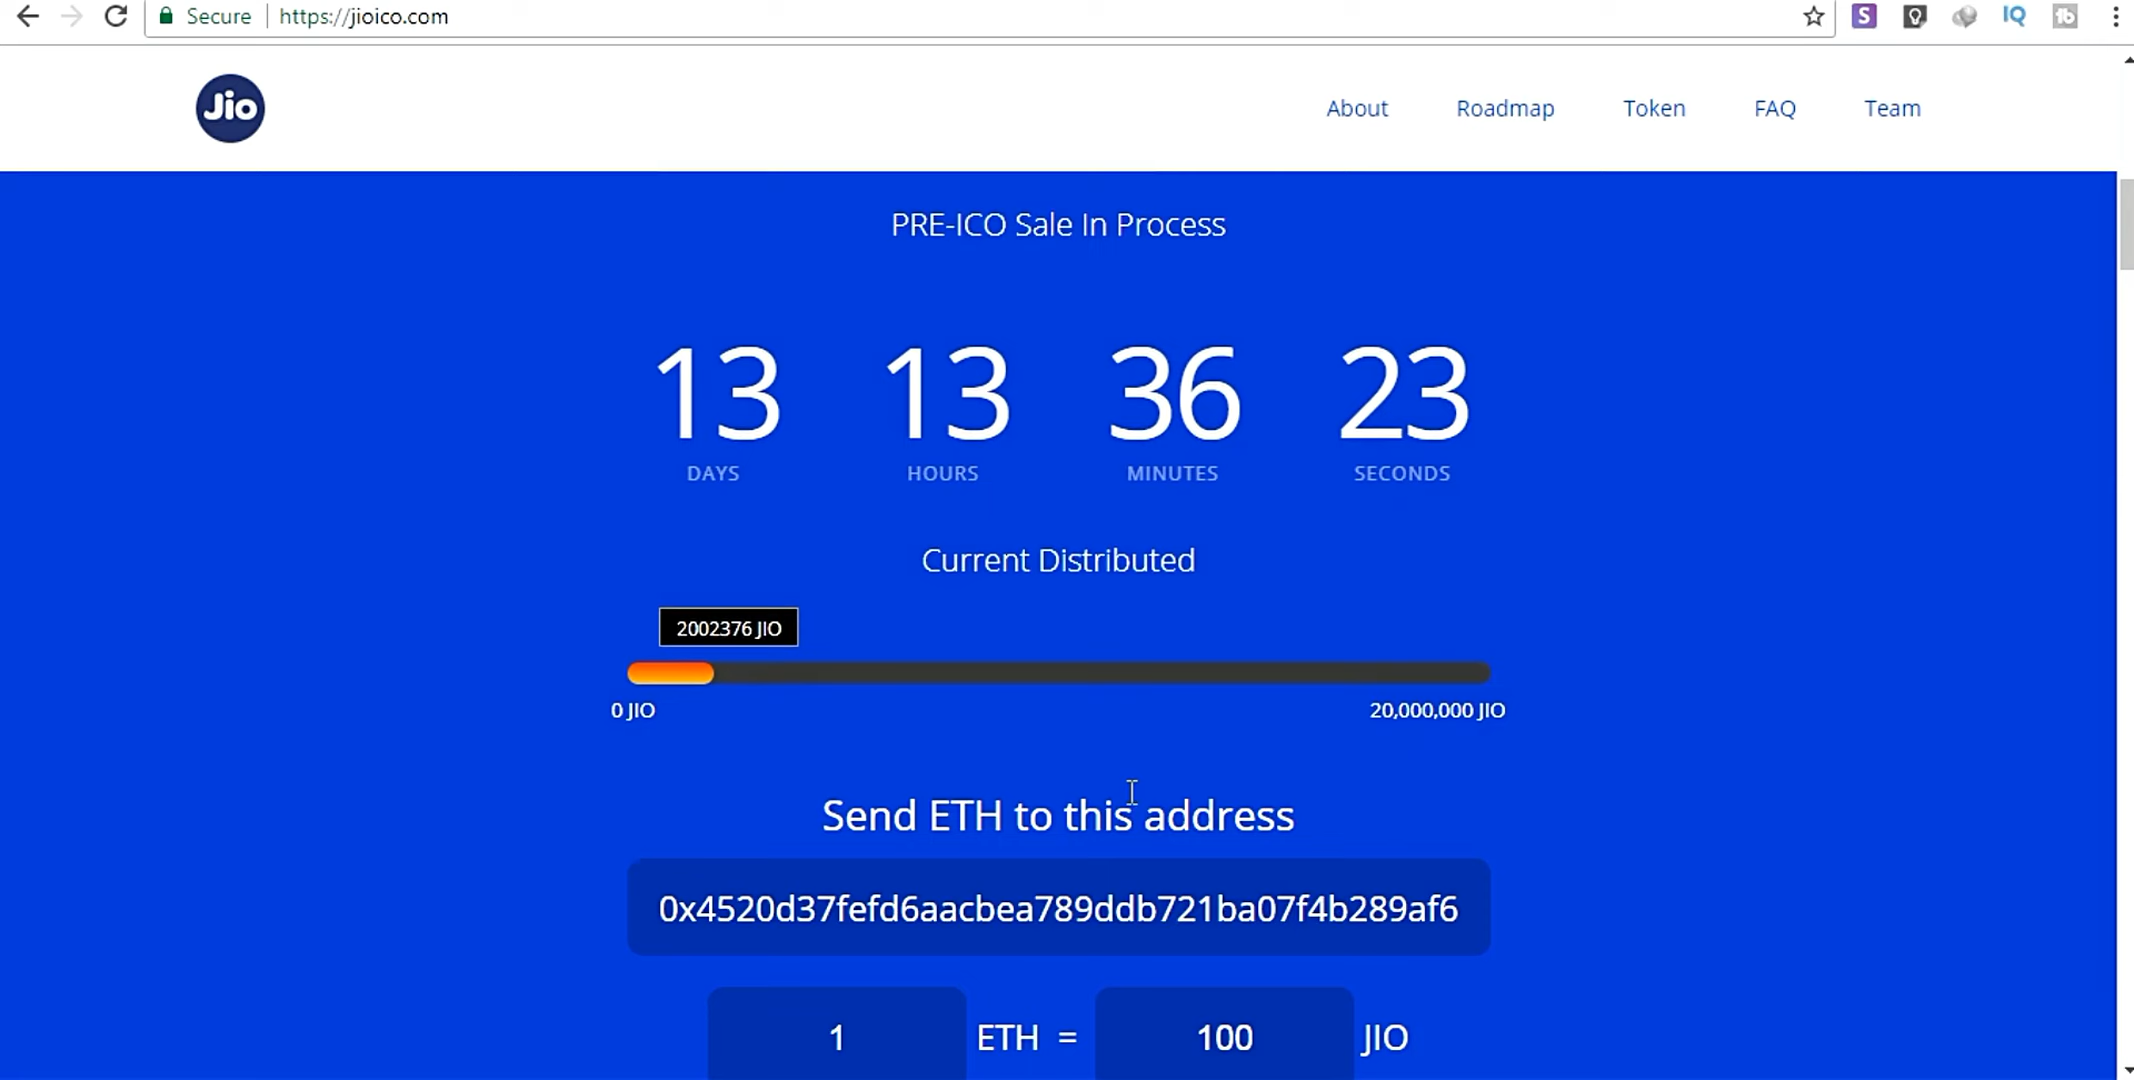 Secure https://jioico.com
S IQ tb
Jio About Roadmap Token FAQ Team
PRE-ICO Sale In Process
13 13 36 23
DAYS HOURS MINUTES SECONDS
Current Distributed
2002376 JIO
0 JIO 20,000,000 JIO
Send ETH to this address
0x4520d37fefd6aacbea789ddb721ba07f4b289af6
1 ETH = 100 JIO